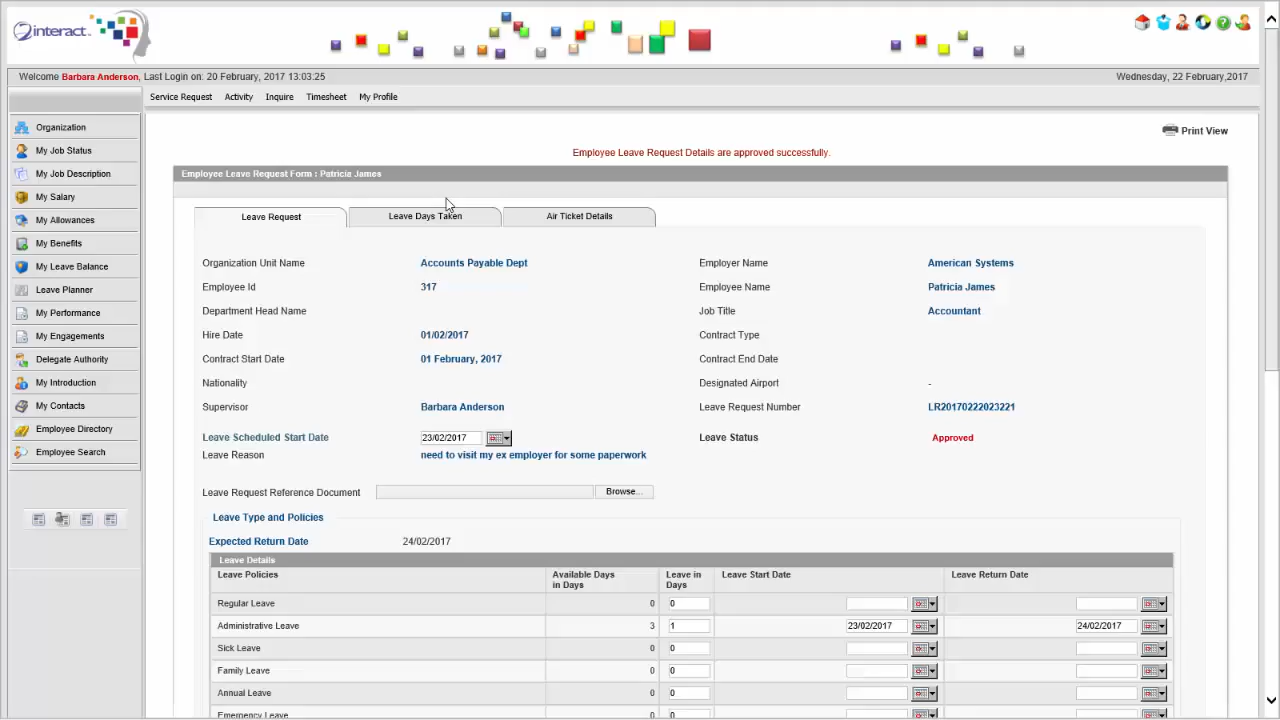 interact.
Welcome Barbara Anderson, Last Login on: 20 February, 2017 13:03:25
Wednesday, 22 February,2017
Service Request Activity Inquire Timesheet My Profile
Organization
My Job Status
My Job Description
My Salary
My Allowances
My Benefits
My Leave Balance
Leave Planner
My Performance
My Engagements
Delegate Authority
My Introduction
My Contacts
Employee Directory
Employee Search
Print View
Employee Leave Request Details are approved successfully.
Employee Leave Request Form : Patricia James
Leave Request Leave Days Taken Air Ticket Details
Organization Unit Name Accounts Payable Dept Employer Name American Systems
Employee Id 317 Employee Name Patricia James
Department Head Name Job Title Accountant
Hire Date 01/02/2017 Contract Type
Contract Start Date 01 February, 2017 Contract End Date
Nationality Designated Airport -
Supervisor Barbara Anderson Leave Request Number LR20170222023221
Leave Scheduled Start Date 23/02/2017 Leave Status Approved
Leave Reason need to visit my ex employer for some paperwork
Leave Request Reference Document Browse...
Leave Type and Policies
Expected Return Date 24/02/2017
Leave Details
Leave Policies Available Days in Days Leave in Days Leave Start Date Leave Return Date
Regular Leave 0 0
Administrative Leave 3 1 23/02/2017 24/02/2017
Sick Leave 0 0
Family Leave 0 0
Annual Leave 0 0
Emergency Leave 0 0